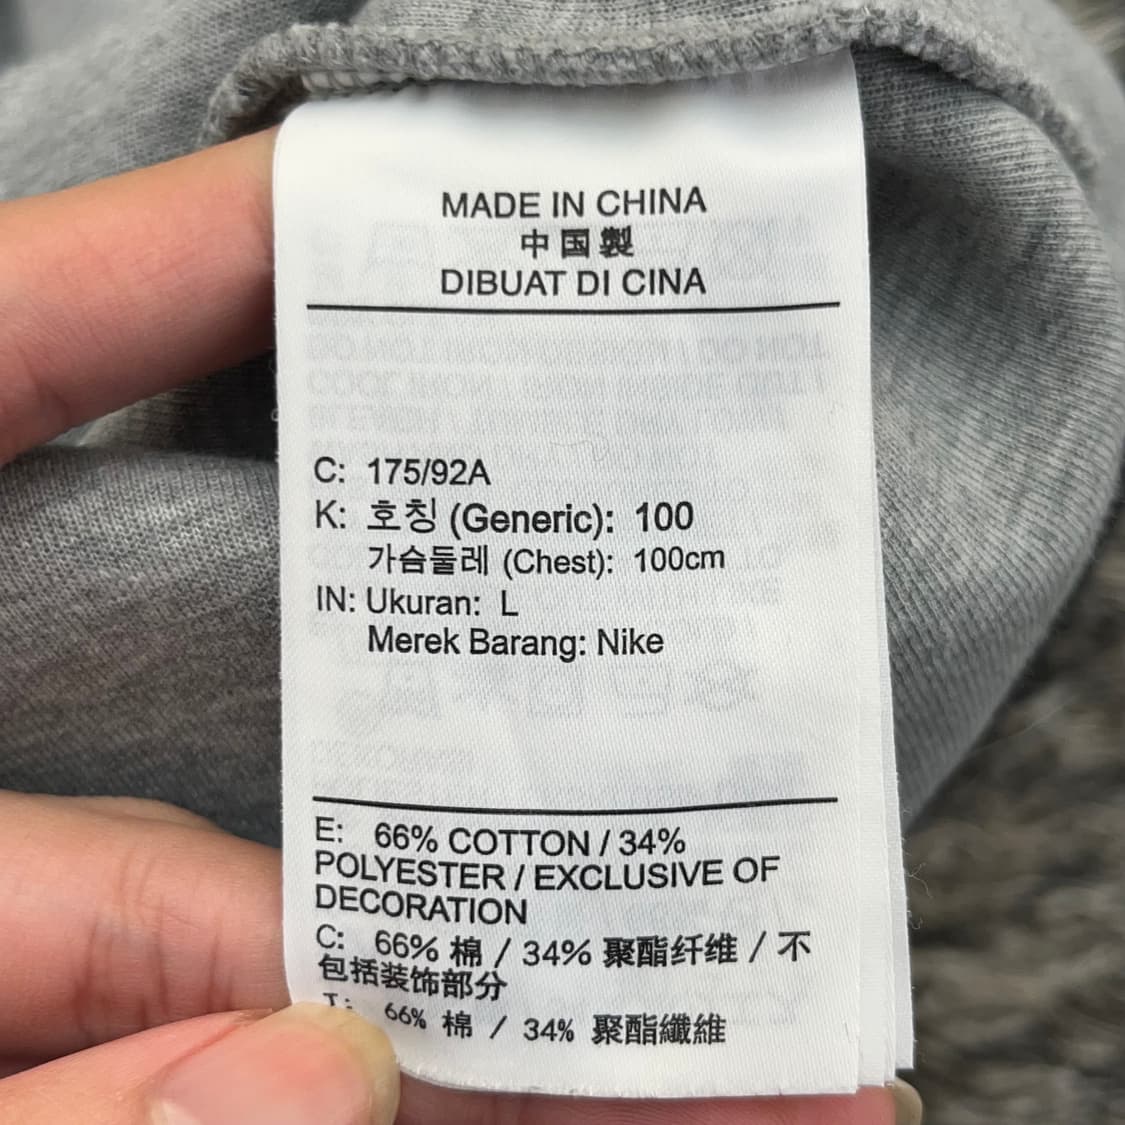 MADE IN CHINA
中国製
DIBUAT DI CINA
C: 175/92A
K: 호칭 (Generic): 100
가슴둘레 (Chest): 100cm
IN: Ukuran: L
Merek Barang: Nike
E: 66% COTTON / 34%
POLYESTER / EXCLUSIVE OF
DECORATION
C: 66% 棉 / 34% 聚酯纤维 / 不
包括装饰部分
66% 棉 / 34% 聚酯纖維